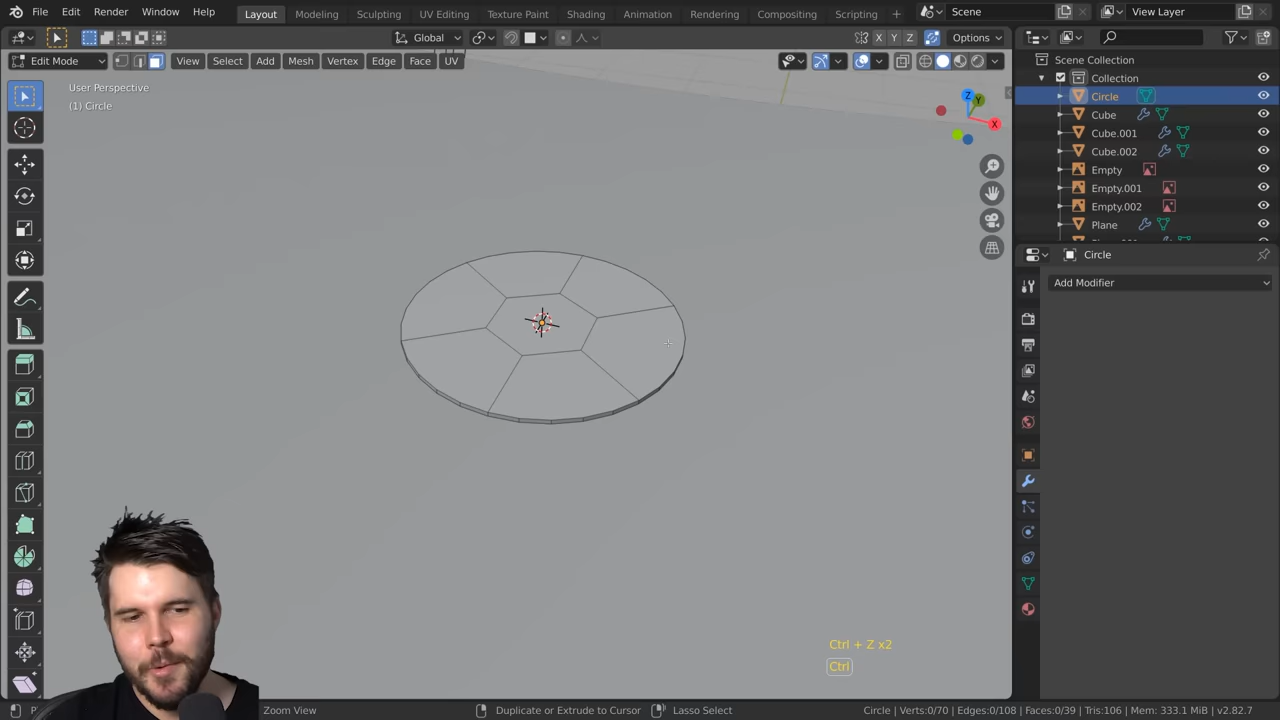 File Edit Render Window Help Layout Modeling Sculpting UV Editing Texture Paint Shading Animation Rendering Compositing Scripting Scene View Layer
Global X Y Z Options
Edit Mode View Select Add Mesh Vertex Edge Face UV
User Perspective
(1) Circle
Z
Y
X
Scene Collection
Collection
Circle
Cube
Cube.001
Cube.002
Empty
Empty.001
Empty.002
Plane
Circle
Add Modifier
Ctrl + Z x2
Ctrl
Zoom View Duplicate or Extrude to Cursor Lasso Select Circle | Verts:0/70 | Edges:0/108 | Faces:0/39 | Tris:106 | Mem: 333.1 MiB | v2.82.7